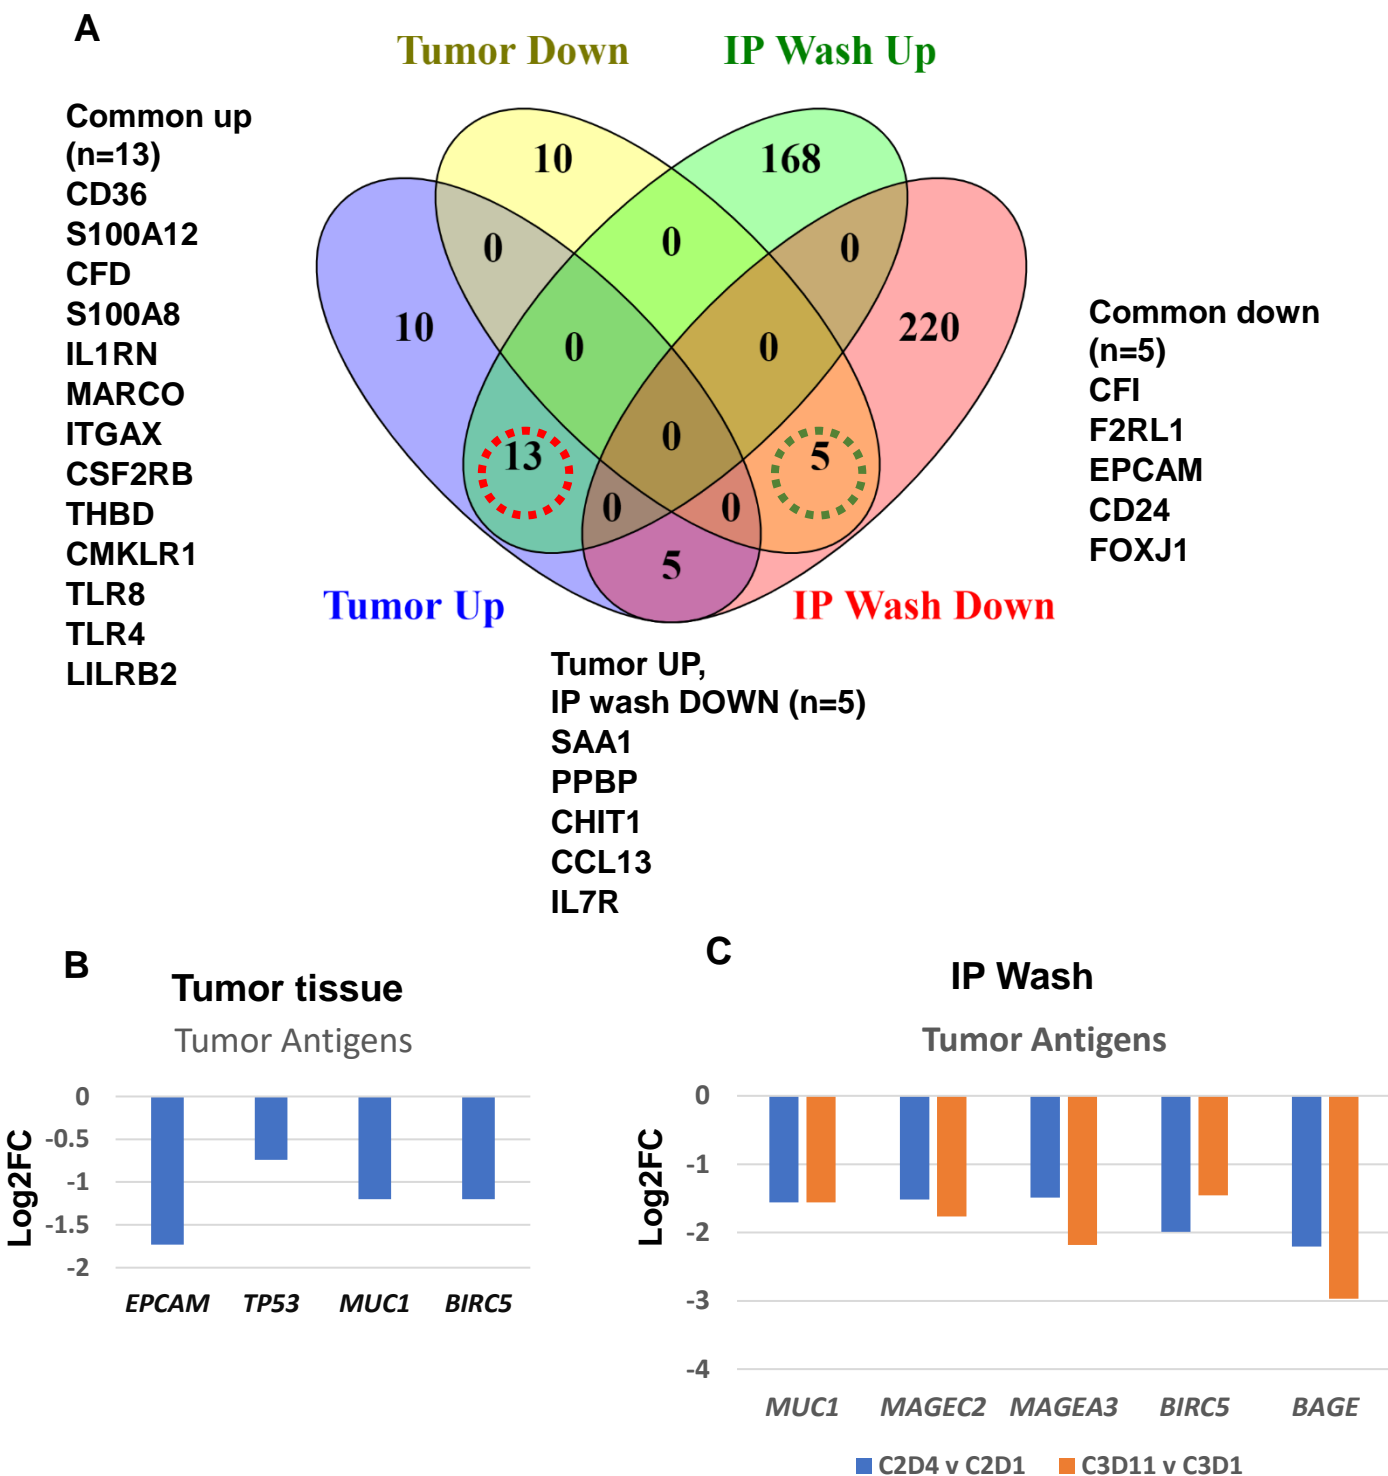 A
Tumor Down
IP Wash Up
Common up
(n=13)
CD36
S100A12
CFD
S100A8
IL1RN
MARCO
ITGAX
CSF2RB
THBD
CMKLR1
TLR8
TLR4
LILRB2
10
168
0
0
0
10
220
0
0
13
0
5
0
0
5
Tumor Up
IP Wash Down
Common down
(n=5)
CFI
F2RL1
EPCAM
CD24
FOXJ1
Tumor UP,
IP wash DOWN (n=5)
SAA1
PPBP
CHIT1
CCL13
IL7R
B
Tumor tissue
Tumor Antigens
Log2FC
0
-0.5
-1
-1.5
-2
EPCAM TP53 MUC1 BIRC5
C
IP Wash
Tumor Antigens
Log2FC
0
-1
-2
-3
-4
MUC1 MAGEC2 MAGEA3 BIRC5 BAGE
C2D4 v C2D1 C3D11 v C3D1